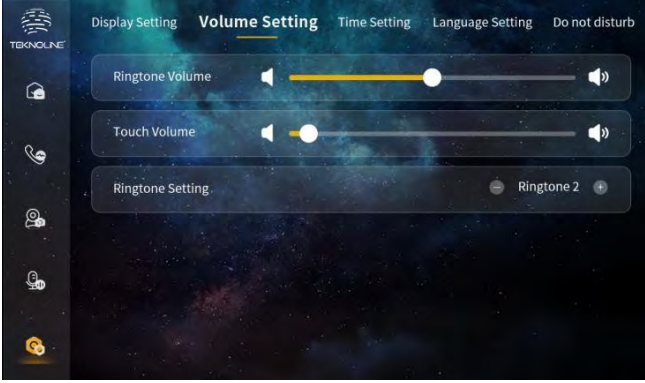 TEKNOLINE
Display Setting Volume Setting Time Setting Language Setting Do not disturb
Ringtone Volume
Touch Volume
Ringtone Setting Ringtone 2